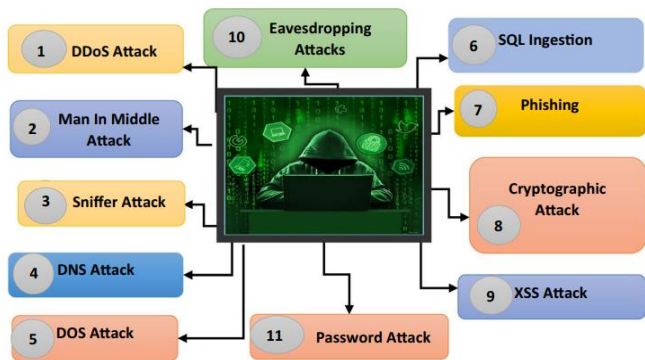 1 DDoS Attack
2 Man In Middle
Attack
3 Sniffer Attack
4 DNS Attack
5 DOS Attack
10 Eavesdropping
Attacks
11 Password Attack
6 SQL Ingestion
7 Phishing
Cryptographic
Attack
8
9 XSS Attack